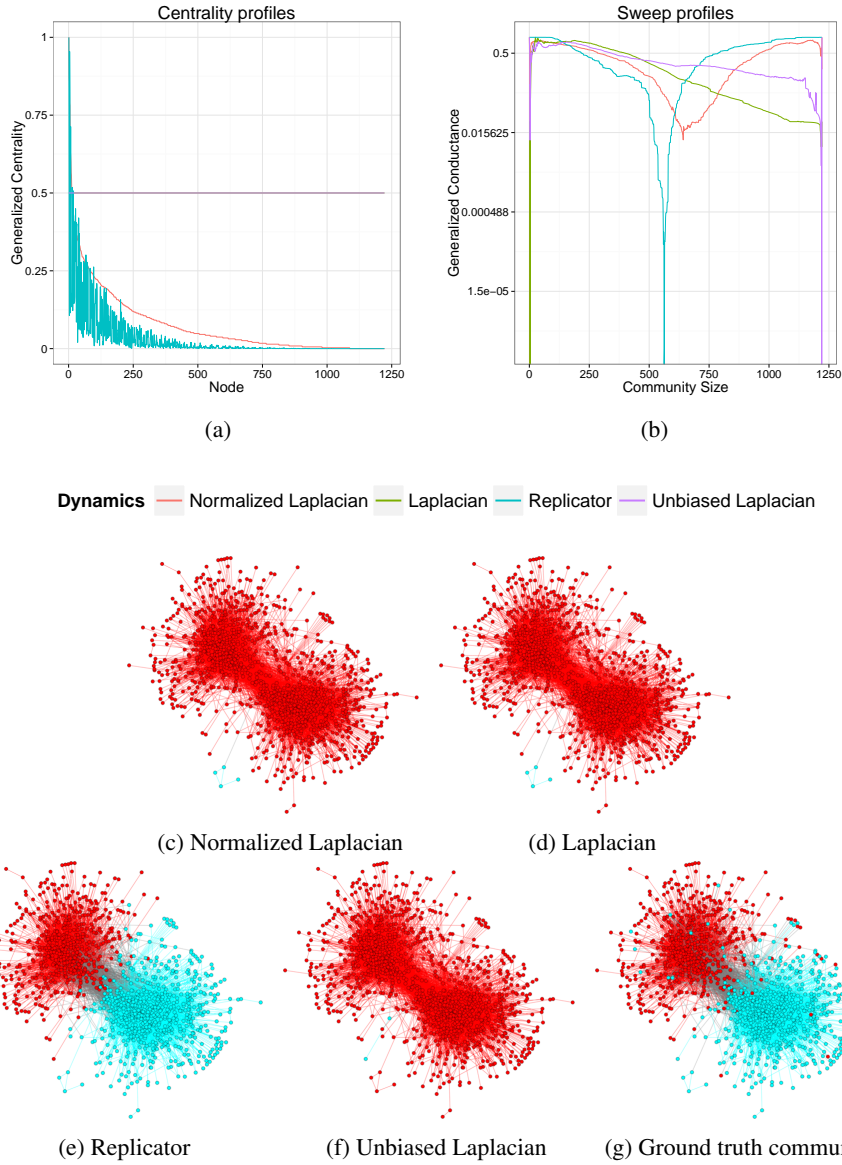 Centrality profiles
Sweep profiles
Generalized Centrality
1
0.75
0.5
0.25
0
0 250 500 750 1000 1250
Node
Generalized Conductance
0.5
0.015625
0.000488
1.5e−05
0 250 500 750 1000 1250
Community Size
(a)
(b)
Dynamics Normalized Laplacian Laplacian Replicator Unbiased Laplacian
(c) Normalized Laplacian
(d) Laplacian
(e) Replicator
(f) Unbiased Laplacian
(g) Ground truth commu